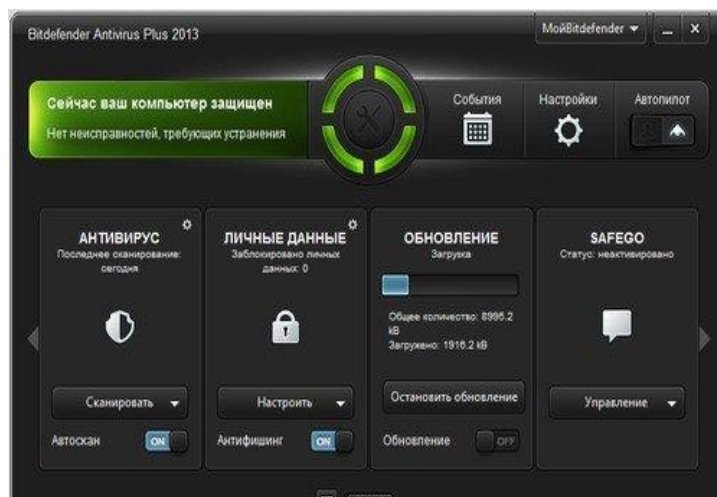 Bitdefender Antivirus Plus 2013
МойBitdefender
Сейчас ваш компьютер защищен
Нет неисправностей, требующих устранения
События
Настройки
Автопилот
АНТИВИРУС
Последнее сканирование:
сегодня
Сканировать
Автоскан
ON
ЛИЧНЫЕ ДАННЫЕ
Заблокировано личных
данных: 0
Настроить
Антифишинг
ON
ОБНОВЛЕНИЕ
Загрузка
Общее количество: 8995.2
kB
Загружено: 1916.2 kB
Остановить обновление
Обновление
OFF
SAFEGO
Статус: неактивировано
Управление